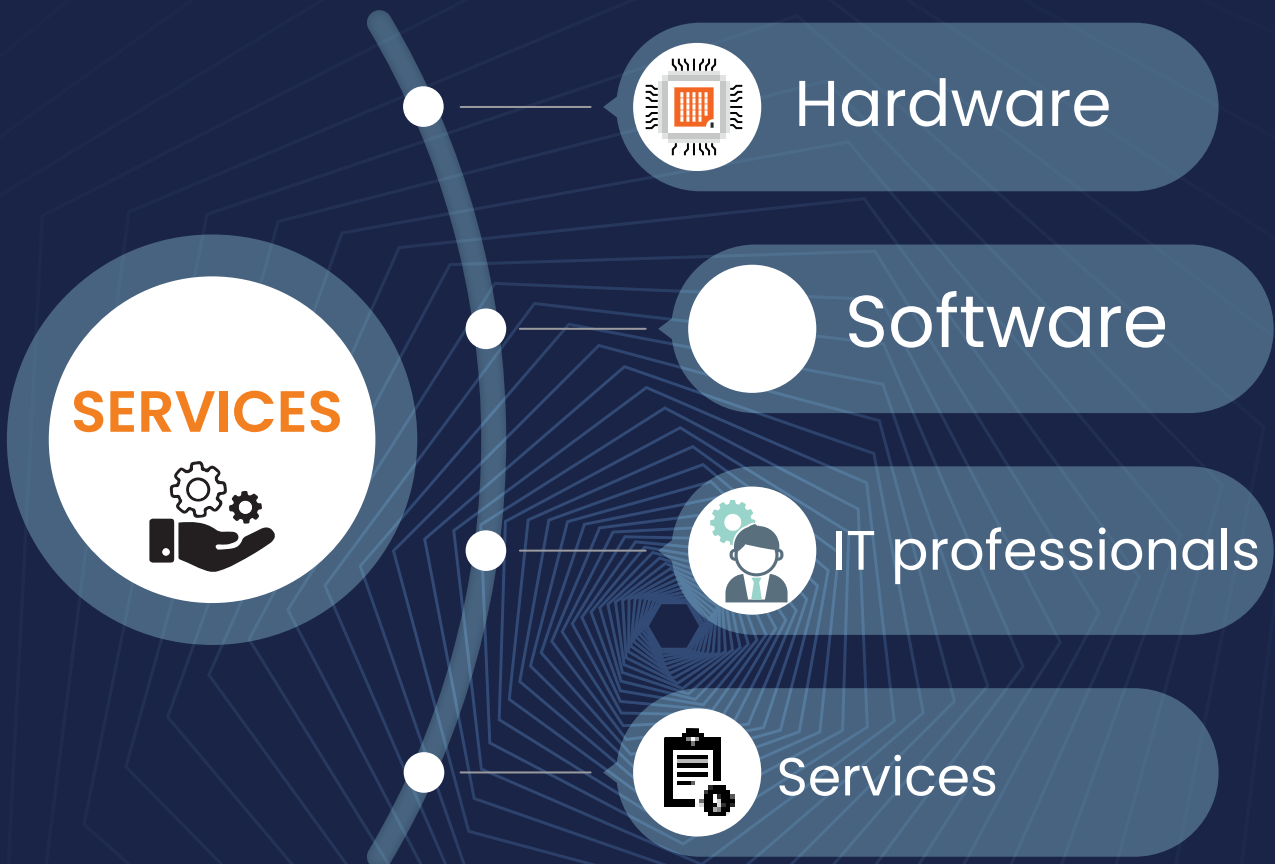 SERVICES
Hardware
Software
IT professionals
Services